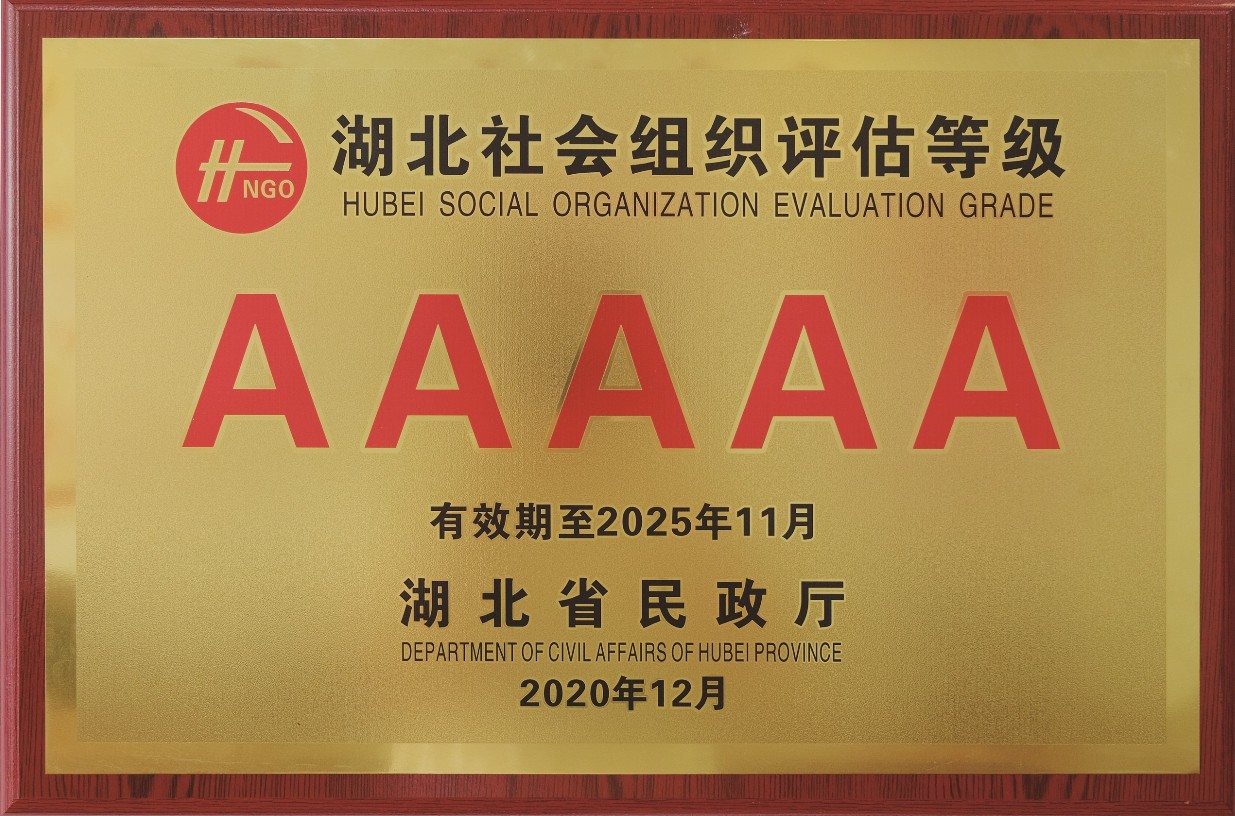 NGO
湖北社会组织评估等级
HUBEI SOCIAL ORGANIZATION EVALUATION GRADE
AAAAA
有效期至2025年11月
湖北省民政厅
DEPARTMENT OF CIVIL AFFAIRS OF HUBEI PROVINCE
2020年12月